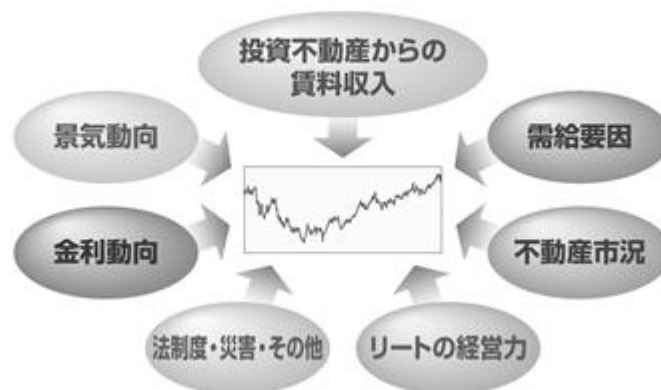 投資不動産からの
賃料収入
景気動向
需給要因
金利動向
不動産市況
法制度・災害・その他
リートの経営力